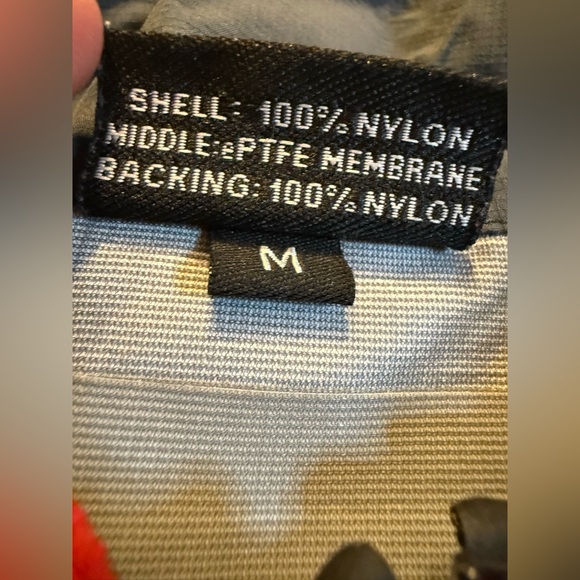 SHELL: 100% NYLON
MIDDLE: ePTFE MEMBRANE
BACKING: 100% NYLON
M